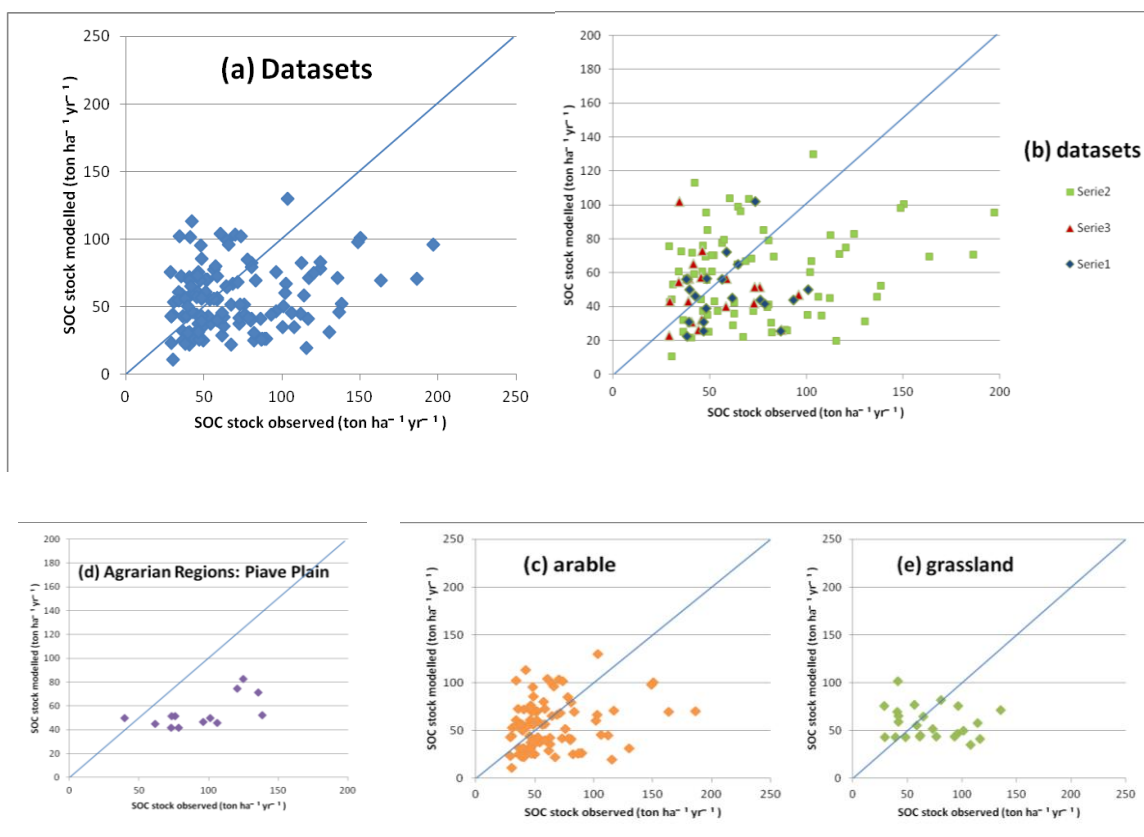 (a) Datasets
SOC stock modelled (ton ha⁻ ¹ yr⁻ ¹ )
250
200
150
100
50
0
0 50 100 150 200 250
SOC stock observed (ton ha⁻ ¹ yr⁻ ¹ )
(b) datasets
SOC stock modelled (ton ha⁻ ¹ yr⁻ ¹ )
200
180
160
140
120
100
80
60
40
20
0
0 50 100 150 200
SOC stock observed (ton ha⁻ ¹ yr⁻ ¹ )
Serie2
Serie3
Serie1
(d) Agrarian Regions: Piave Plain
SOC stock modelled (ton ha⁻ ¹ yr⁻ ¹ )
200
180
160
140
120
100
80
60
40
20
0
0 50 100 150 200
SOC stock observed (ton ha⁻ ¹ yr⁻ ¹ )
(c) arable
SOC stock modelled (ton ha⁻ ¹ yr⁻ ¹ )
250
200
150
100
50
0
0 50 100 150 200 250
SOC stock observed (ton ha⁻ ¹ yr⁻ ¹ )
(e) grassland
SOC stock modelled (ton ha⁻ ¹ yr⁻ ¹ )
250
200
150
100
50
0
0 50 100 150 200 250
SOC stock observed (ton ha⁻ ¹ yr⁻ ¹ )